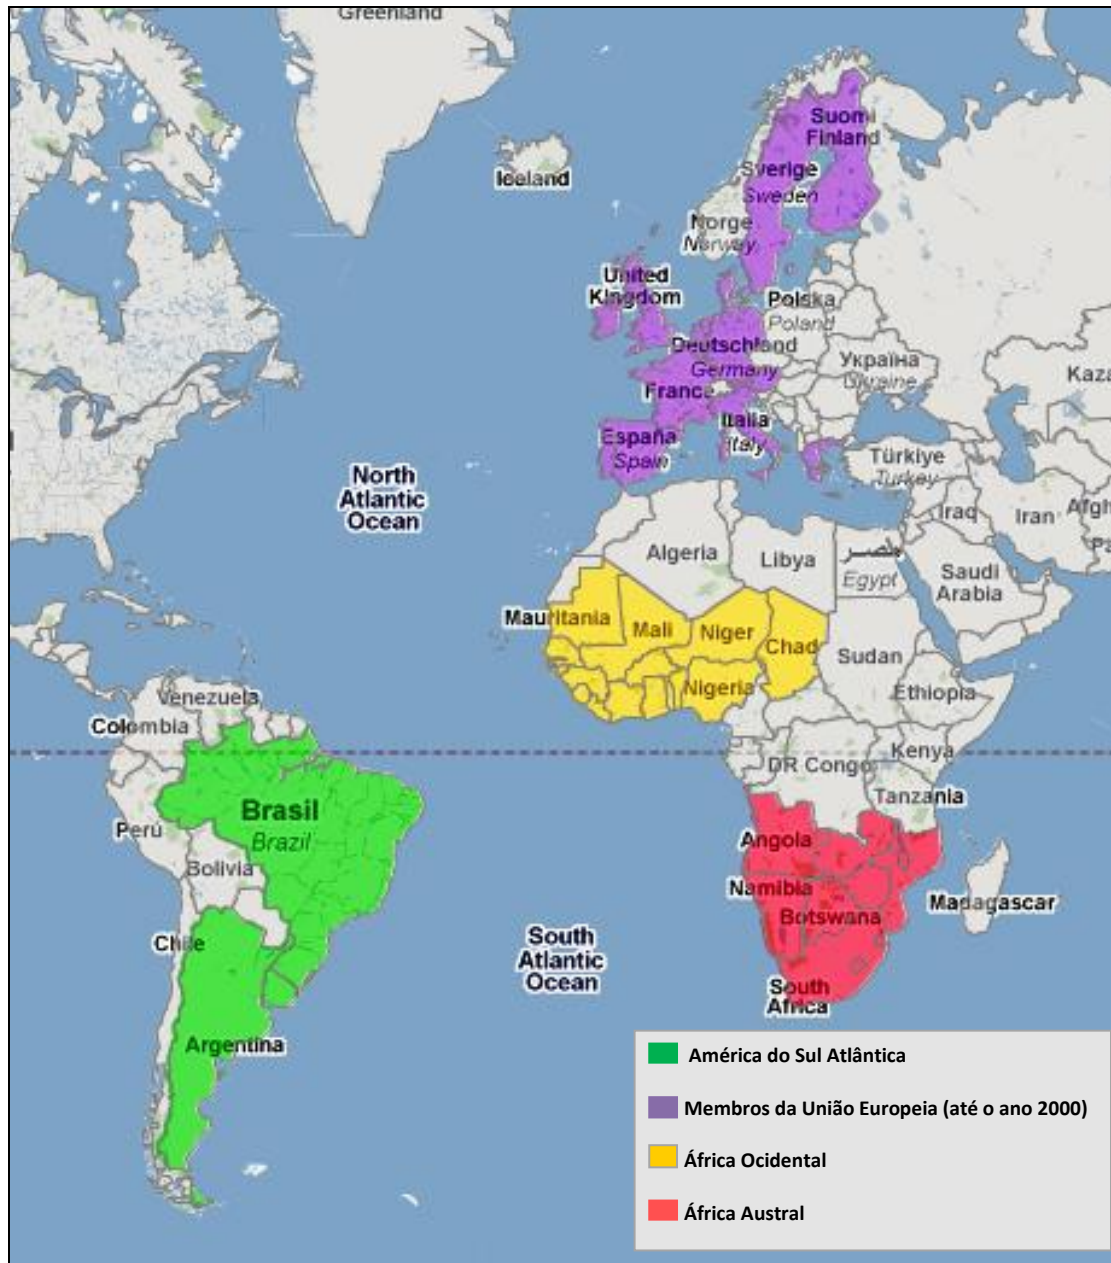 Greenland
Iceland
Suomi
Finland
Sverige
Sweden
Norge
Norway
United
Kingdom
Polska
Poland
Deutschland
Germany
Україна
Ukraine
France
Kaza
Italia
Italy
España
Spain
Türkiye
Turkey
North
Atlantic
Ocean
Iraq
Iran
Afgh
Pa
Algeria
Libya
مصر
Egypt
Saudi
Arabia
Mauritania
Mali
Niger
Chad
Sudan
Nigeria
Ethiopia
Venezuela
Colombia
Kenya
DR Congo
Tanzania
Brasil
Brazil
Perú
Angola
Bolivia
Namibia
Botswana
Madagascar
Chile
South
Atlantic
Ocean
South
Africa
Argentina
América do Sul Atlântica
Membros da União Europeia (até o ano 2000)
África Ocidental
África Austral